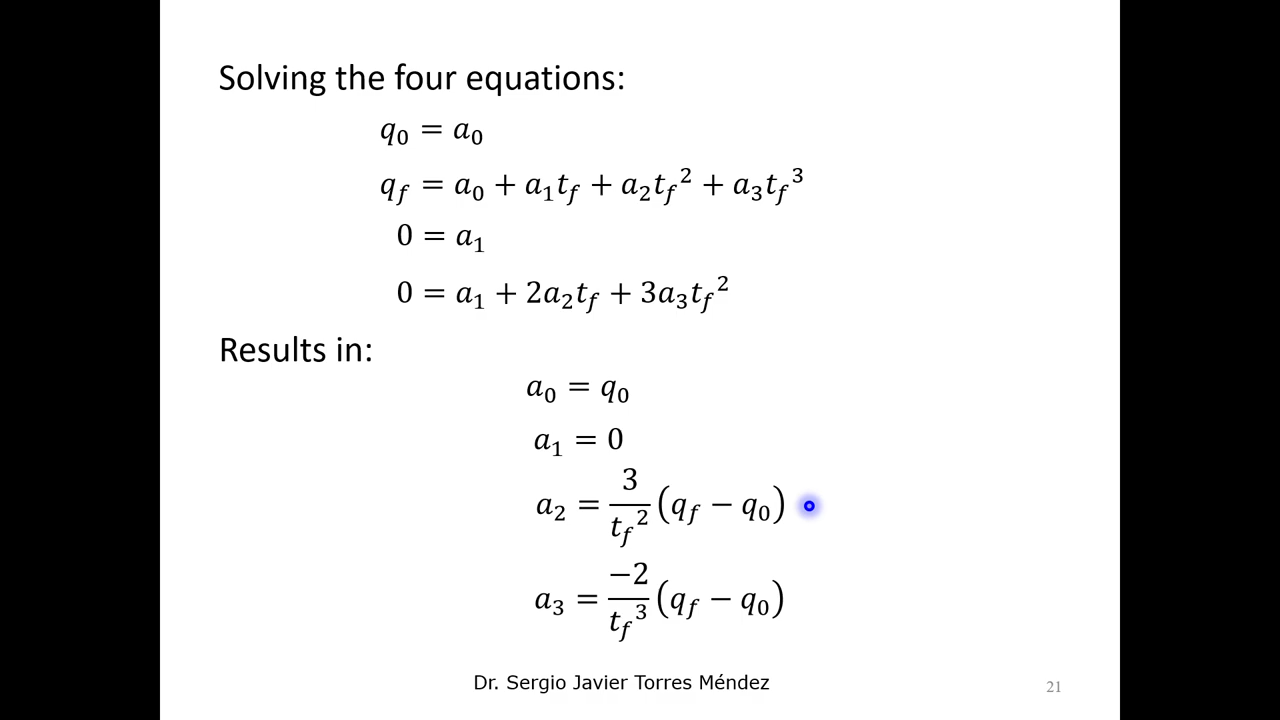 Solving the four equations:
q₀ = a₀
q_f = a₀ + a₁t_f + a₂t_f² + a₃t_f³
0 = a₁
0 = a₁ + 2a₂t_f + 3a₃t_f²
Results in:
a₀ = q₀
a₁ = 0
a₂ = 3/t_f² (q_f − q₀)
a₃ = −2/t_f³ (q_f − q₀)
Dr. Sergio Javier Torres Méndez
21